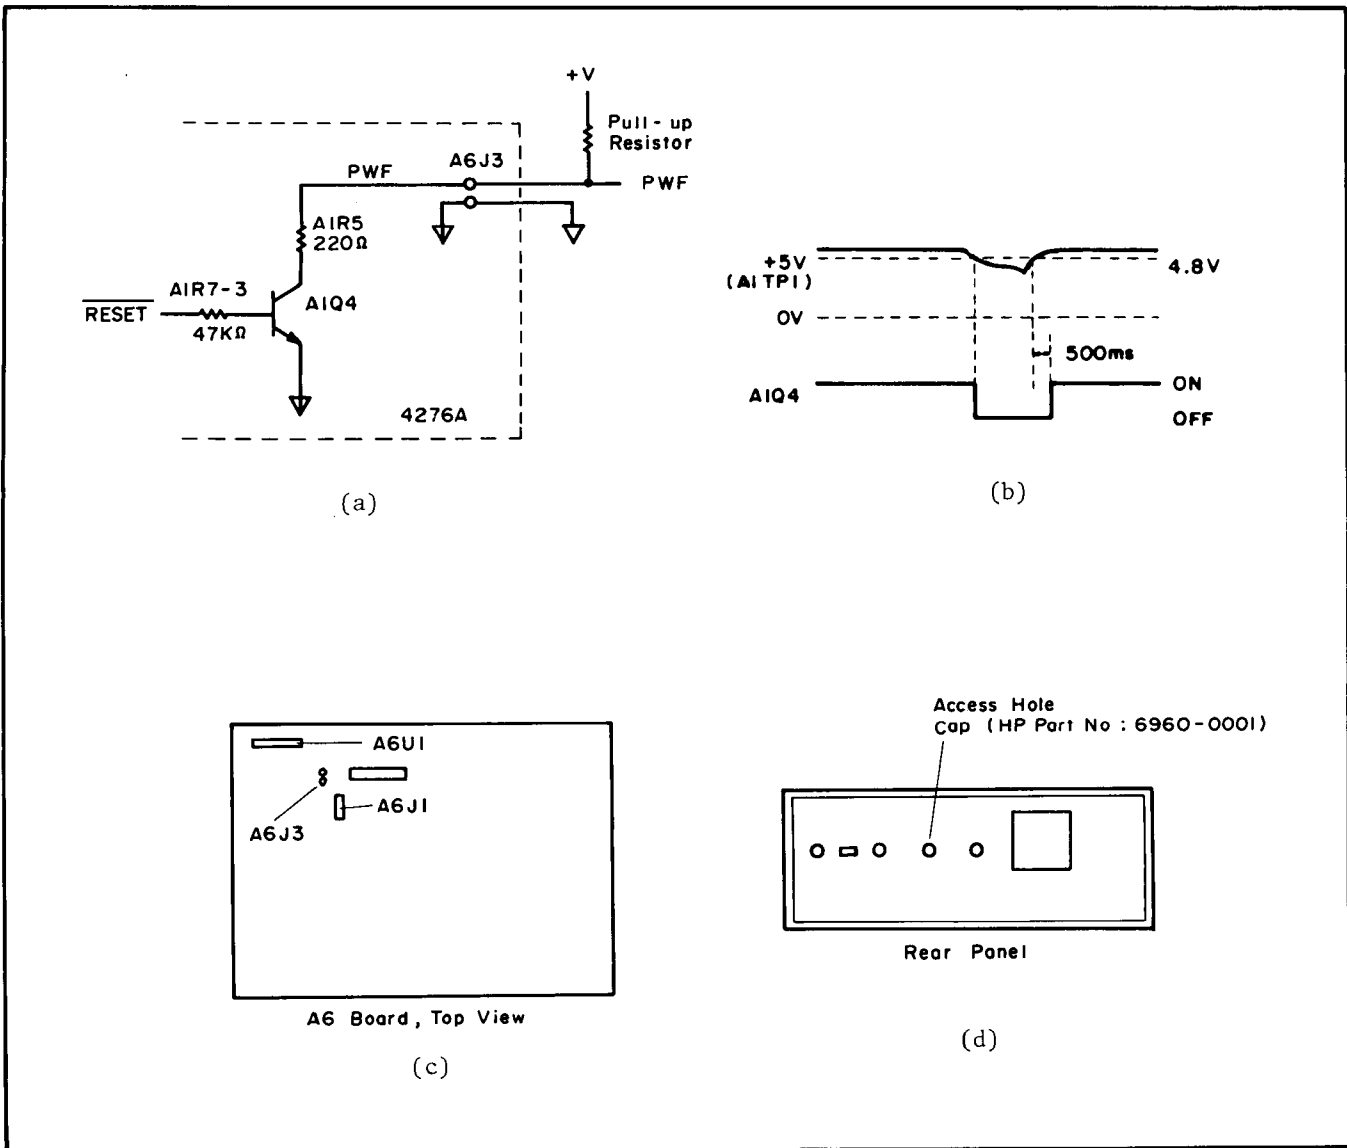 +V
Pull-up
Resistor
A6J3
PWF
PWF
A1R5
220Ω
A1R7-3
A1Q4
RESET
47KΩ
4276A
(a)
+5V
(A1TP1)
4.8V
0V
500ms
A1Q4
ON
OFF
(b)
A6U1
A6J1
A6J3
A6 Board, Top View
(c)
Access Hole
Cap (HP Part No : 6960-0001)
Rear Panel
(d)